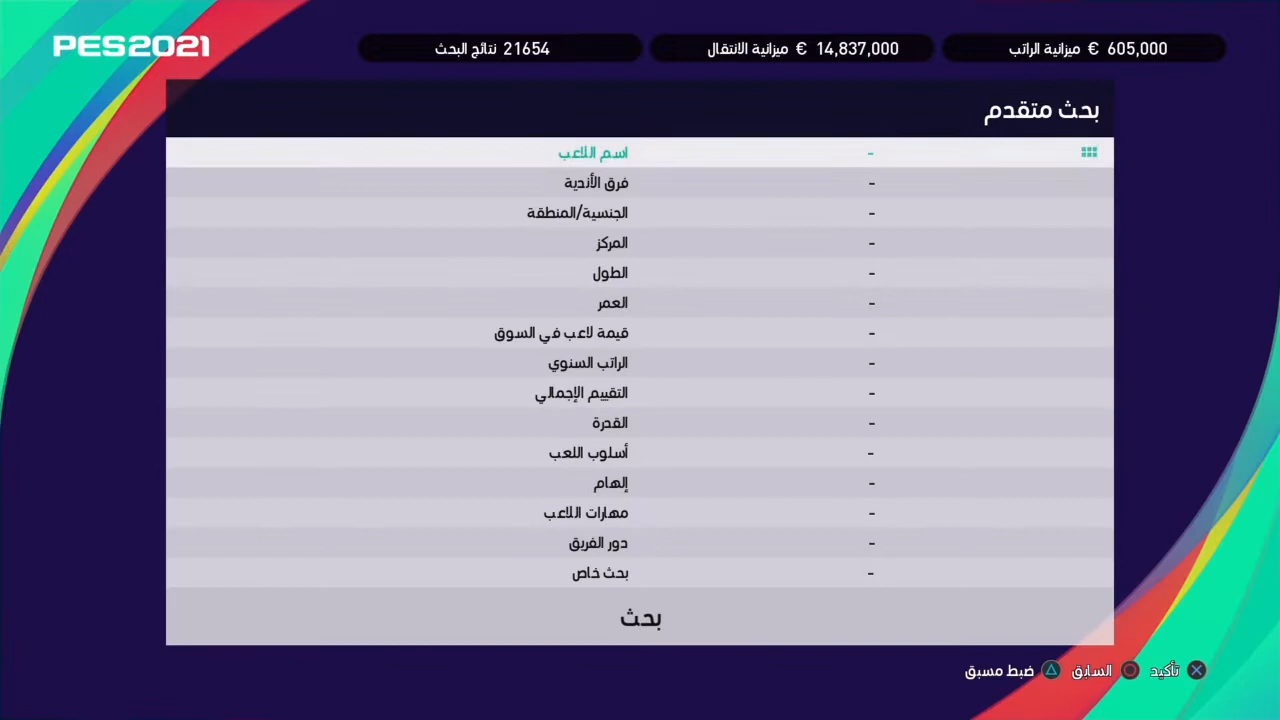 PES2021
21654 نتائج البحث
ميزانية الانتقال € 14,837,000
ميزانية الراتب € 605,000
بحث متقدم
اسم اللاعب -
فرق الأندية -
الجنسية/المنطقة -
المركز -
الطول -
العمر -
قيمة لاعب في السوق -
الراتب السنوي -
التقييم الإجمالي -
القدرة -
أسلوب اللعب -
إلهام -
مهارات اللاعب -
دور الفريق -
بحث خاص -
بحث
تأكيد السابق ضبط مسبق